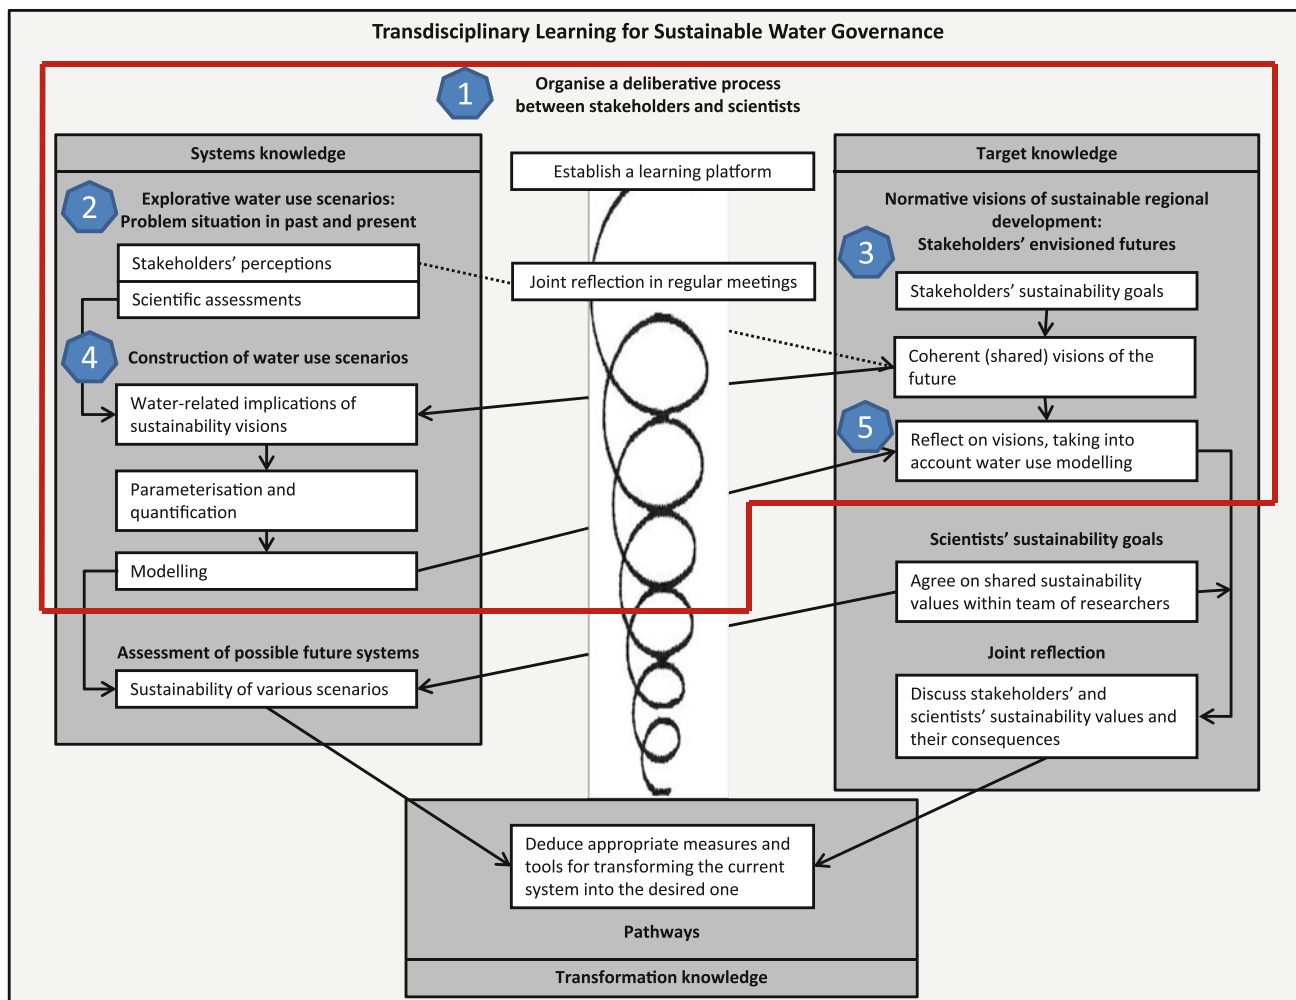 Transdisciplinary Learning for Sustainable Water Governance
1
Organise a deliberative process
between stakeholders and scientists
Systems knowledge
2
Explorative water use scenarios:
Problem situation in past and present
Stakeholders’ perceptions
Scientific assessments
4
Construction of water use scenarios
Water-related implications of
sustainability visions
Parameterisation and
quantification
Modelling
Assessment of possible future systems
Sustainability of various scenarios
Establish a learning platform
Joint reflection in regular meetings
Target knowledge
Normative visions of sustainable regional
development:
Stakeholders’ envisioned futures
3
Stakeholders’ sustainability goals
Coherent (shared) visions of the
future
5
Reflect on visions, taking into
account water use modelling
Scientists’ sustainability goals
Agree on shared sustainability
values within team of researchers
Joint reflection
Discuss stakeholders’ and
scientists’ sustainability values and
their consequences
Deduce appropriate measures and
tools for transforming the current
system into the desired one
Pathways
Transformation knowledge